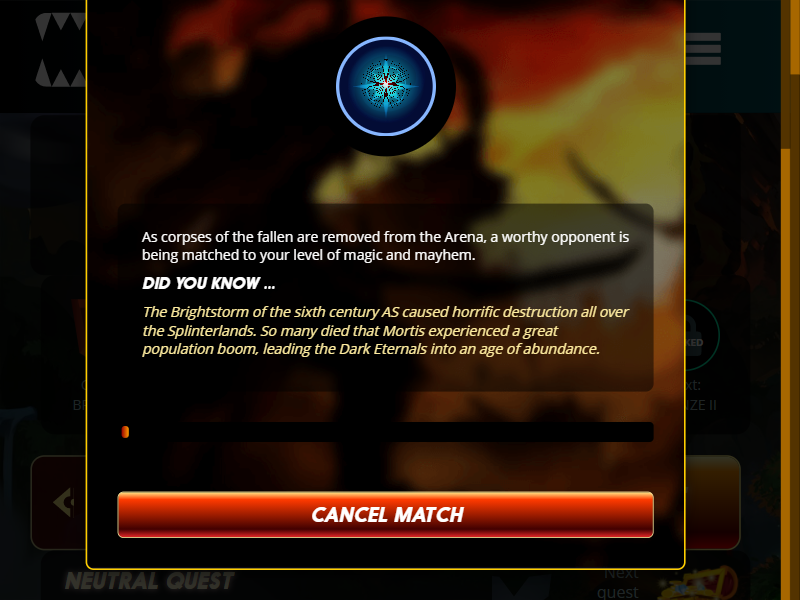 As corpses of the fallen are removed from the Arena, a worthy opponent is
being matched to your level of magic and mayhem.
DID YOU KNOW ...
The Brightstorm of the sixth century AS caused horrific destruction all over
the Splinterlands. So many died that Mortis experienced a great
population boom, leading the Dark Eternals into an age of abundance.
CANCEL MATCH
NEUTRAL QUEST
Next
quest